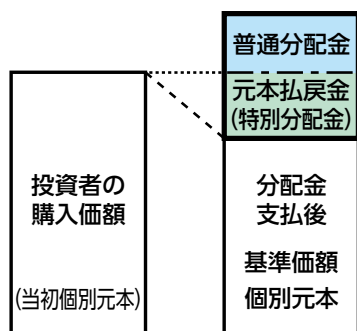 普通分配金
元本払戻金
(特別分配金)
投資者の
購入価額
(当初個別元本)
分配金
支払後
基準価額
個別元本